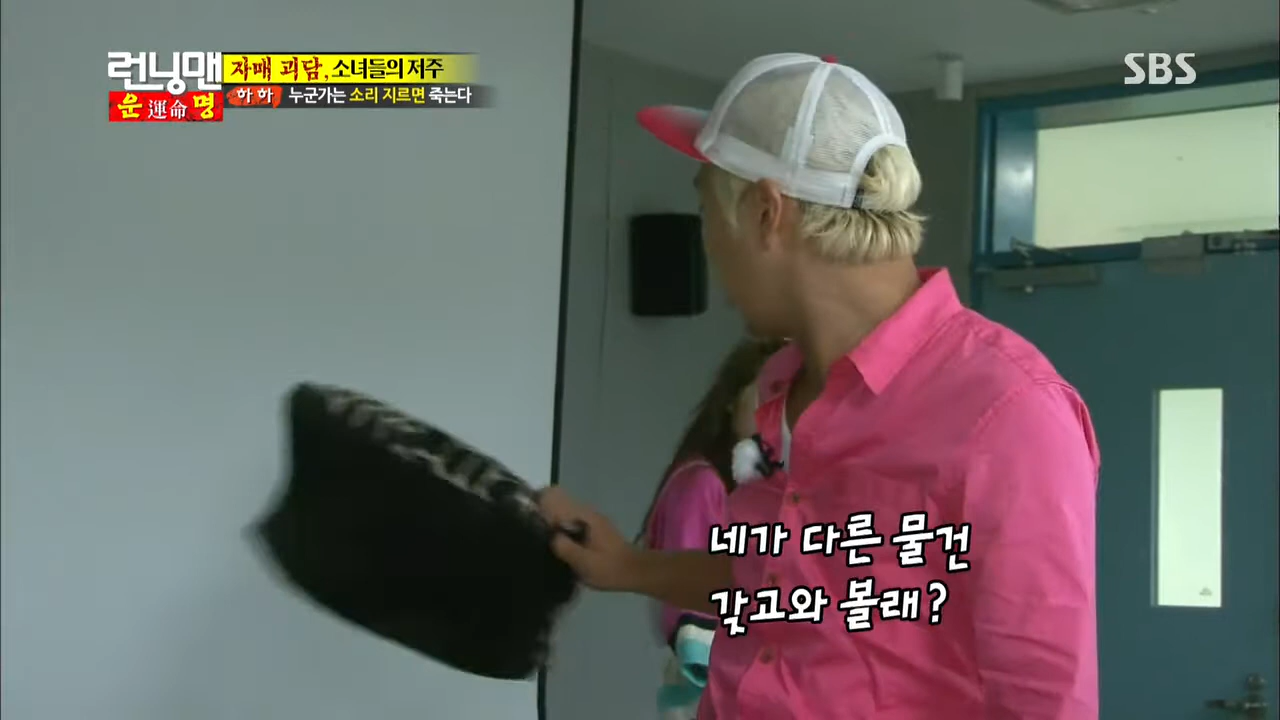 런닝맨 자매 괴담, 소녀들의 저주
운 運命 명 하하 누군가는 소리 지르면 죽는다
SBS
네가 다른 물건
갖고와 볼래?